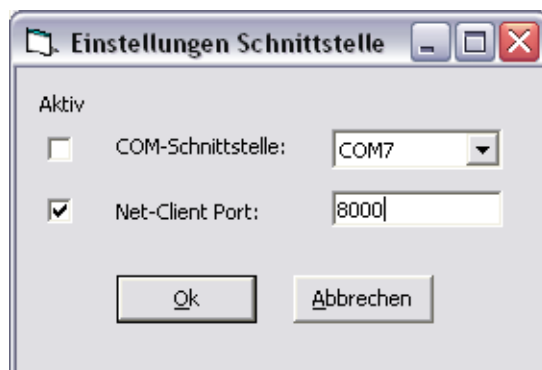 Einstellungen Schnittstelle
Aktiv
COM-Schnittstelle: COM7
Net-Client Port: 8000
Ok Abbrechen